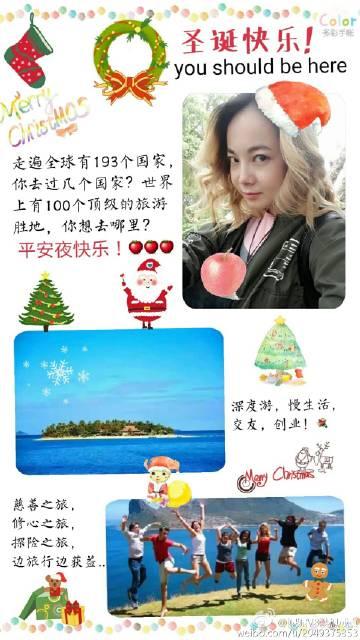 Color
多彩手帐
圣诞快乐!
you should be here
Merry
Christmas
走遍全球有193个国家,
你去过几个国家?世界
上有100个顶级的旅游
胜地,你想去哪里?
平安夜快乐!
深度游,慢生活,
交友,创业!
Merry Christmas
慈善之旅,
修心之旅,
探险之旅,
边旅行边获益..